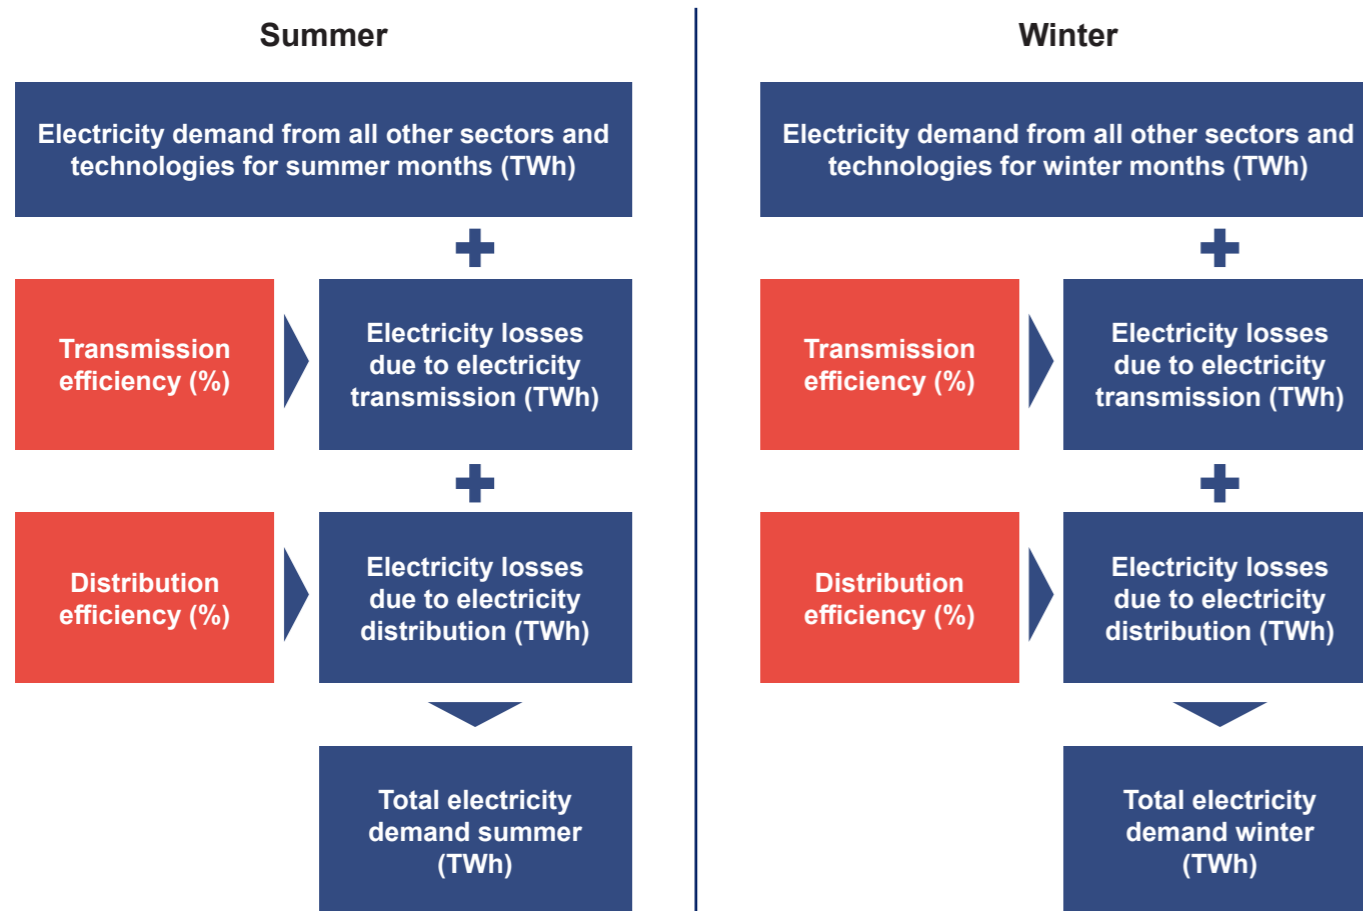 Summer
Electricity demand from all other sectors and
technologies for summer months (TWh)
Transmission
efficiency (%)
Electricity losses
due to electricity
transmission (TWh)
Distribution
efficiency (%)
Electricity losses
due to electricity
distribution (TWh)
Total electricity
demand summer
(TWh)
Winter
Electricity demand from all other sectors and
technologies for winter months (TWh)
Transmission
efficiency (%)
Electricity losses
due to electricity
transmission (TWh)
Distribution
efficiency (%)
Electricity losses
due to electricity
distribution (TWh)
Total electricity
demand winter
(TWh)